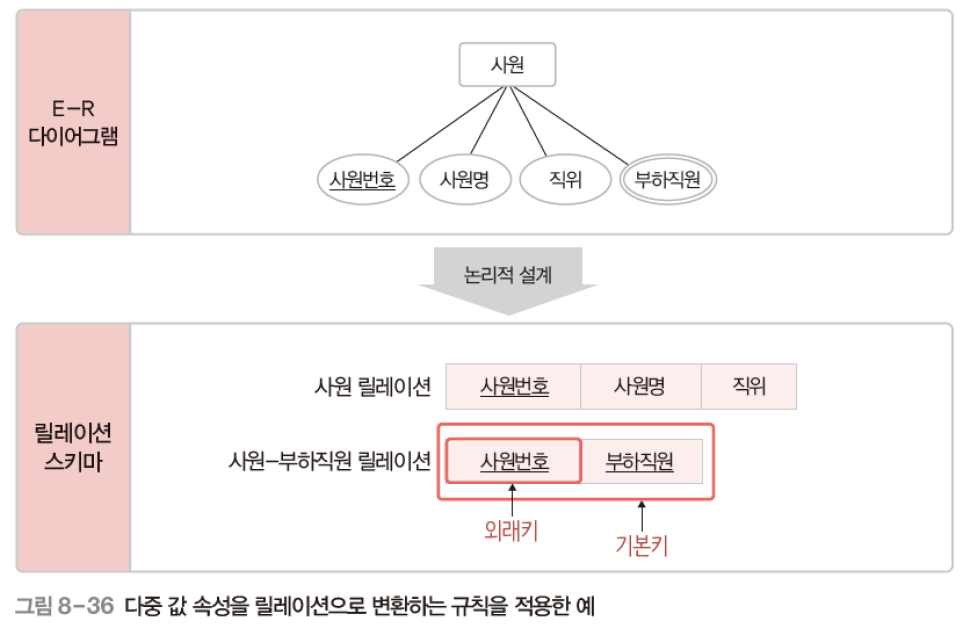 E-R
다이어그램
사원
사원번호 사원명 직위 부하직원
논리적 설계
릴레이션
스키마
사원 릴레이션 사원번호 사원명 직위
사원-부하직원 릴레이션 사원번호 부하직원
외래키
기본키
그림 8-36 다중 값 속성을 릴레이션으로 변환하는 규칙을 적용한 예